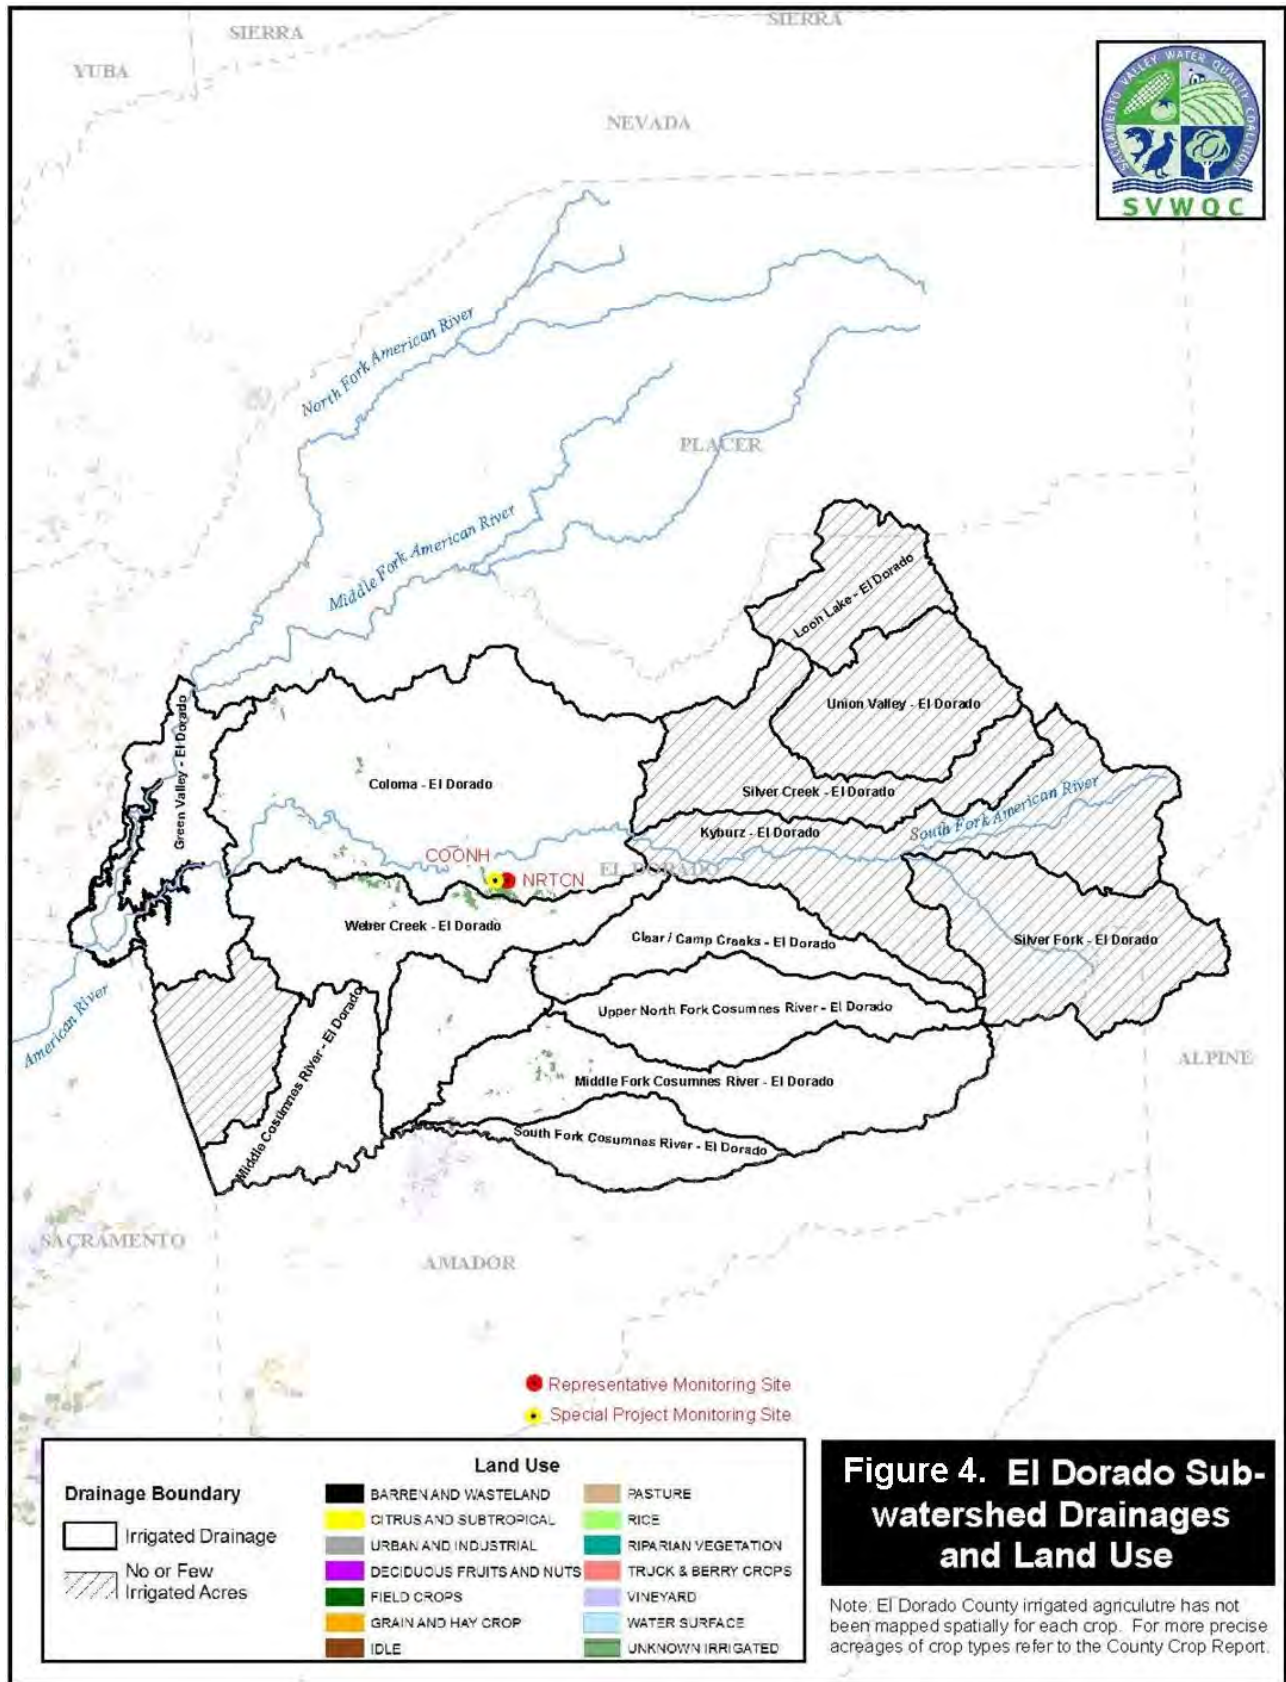 SIERRA
SIERRA
YUBA
NEVADA
SACRAMENTO VALLEY WATER QUALITY COALITION
SVWQC
North Fork American River
PLACER
Middle Fork American River
Looh Lake - El Dorado
Union Valley - El Dorado
Green Valley - El Dorado
Coloma - El Dorado
Silver Creek - El Dorado
South Fork American River
Kyburz - El Dorado
COONH
EL DORADO
NRTCN
Weber Creek - El Dorado
Clear / Camp Creeks - El Dorado
Silver Fork - El Dorado
Upper North Fork Cosumnes River - El Dorado
American River
ALPINE
Middle Cosumnes River - El Dorado
Middle Fork Cosumnes River - El Dorado
South Fork Cosumnes River - El Dorado
SACRAMENTO
AMADOR
Representative Monitoring Site
Special Project Monitoring Site
Drainage Boundary
Irrigated Drainage
No or Few
Irrigated Acres
Land Use
BARREN AND WASTELAND
CITRUS AND SUBTROPICAL
URBAN AND INDUSTRIAL
DECIDUOUS FRUITS AND NUTS
FIELD CROPS
GRAIN AND HAY CROP
IDLE
PASTURE
RICE
RIPARIAN VEGETATION
TRUCK & BERRY CROPS
VINEYARD
WATER SURFACE
UNKNOWN IRRIGATED
Figure 4. El Dorado Sub-
watershed Drainages
and Land Use
Note: El Dorado County irrigated agriculutre has not
been mapped spatially for each crop. For more precise
acreages of crop types refer to the County Crop Report.